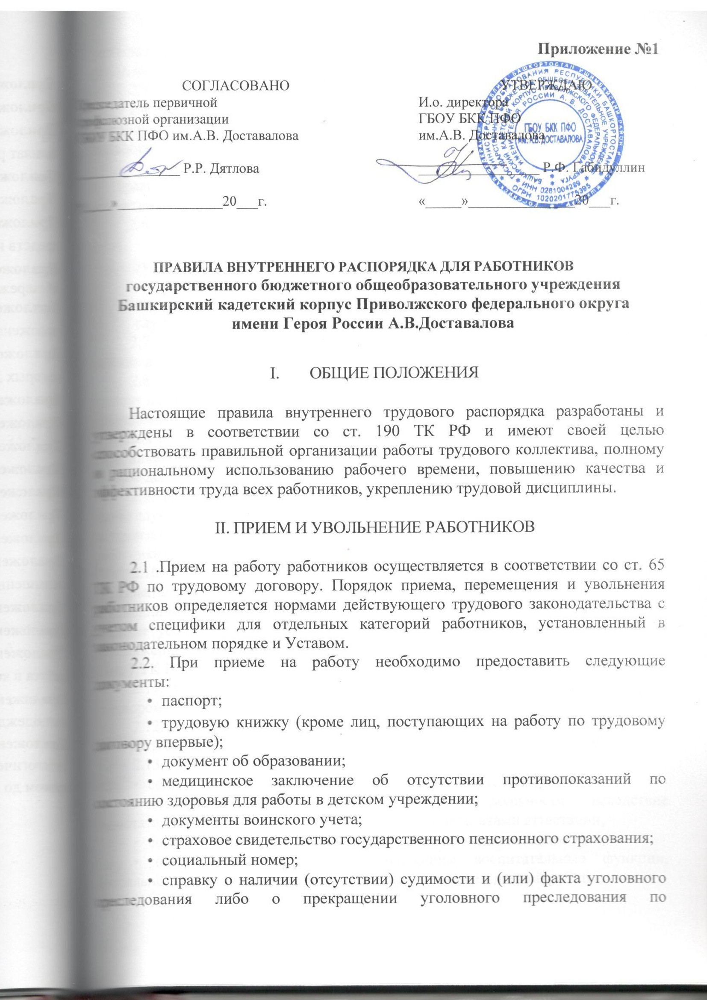 Приложение №1
СОГЛАСОВАНО
УТВЕРЖДАЮ
Председатель первичной
И.о. директора
профсоюзной организации
ГБОУ БКК ПФО
ГБОУ БКК ПФО им.А.В. Доставалова
им.А.В. Доставалова
ГБОУ БКК ПФО
ИМ. А.В. ДОСТАВАЛОВА
ИНН 0261004289
ОГРН 1020201775395
Р.Р. Дятлова
Р.Ф. Габидуллин
_____»_______________20___г.
«_____»_______________20___г.
ПРАВИЛА ВНУТРЕННЕГО РАСПОРЯДКА ДЛЯ РАБОТНИКОВ
государственного бюджетного общеобразовательного учреждения
Башкирский кадетский корпус Приволжского федерального округа
имени Героя России А.В.Доставалова
I. ОБЩИЕ ПОЛОЖЕНИЯ
Настоящие правила внутреннего трудового распорядка разработаны и
утверждены в соответствии со ст. 190 ТК РФ и имеют своей целью
способствовать правильной организации работы трудового коллектива, полному
и рациональному использованию рабочего времени, повышению качества и
эффективности труда всех работников, укреплению трудовой дисциплины.
II. ПРИЕМ И УВОЛЬНЕНИЕ РАБОТНИКОВ
2.1 .Прием на работу работников осуществляется в соответствии со ст. 65
ТК РФ по трудовому договору. Порядок приема, перемещения и увольнения
работников определяется нормами действующего трудового законодательства с
учетом специфики для отдельных категорий работников, установленный в
законодательном порядке и Уставом.
2.2. При приеме на работу необходимо предоставить следующие
документы:
• паспорт;
• трудовую книжку (кроме лиц, поступающих на работу по трудовому
договору впервые);
• документ об образовании;
• медицинское заключение об отсутствии противопоказаний по
состоянию здоровья для работы в детском учреждении;
• документы воинского учета;
• страховое свидетельство государственного пенсионного страхования;
• социальный номер;
• справку о наличии (отсутствии) судимости и (или) факта уголовного
преследования либо о прекращении уголовного преследования по